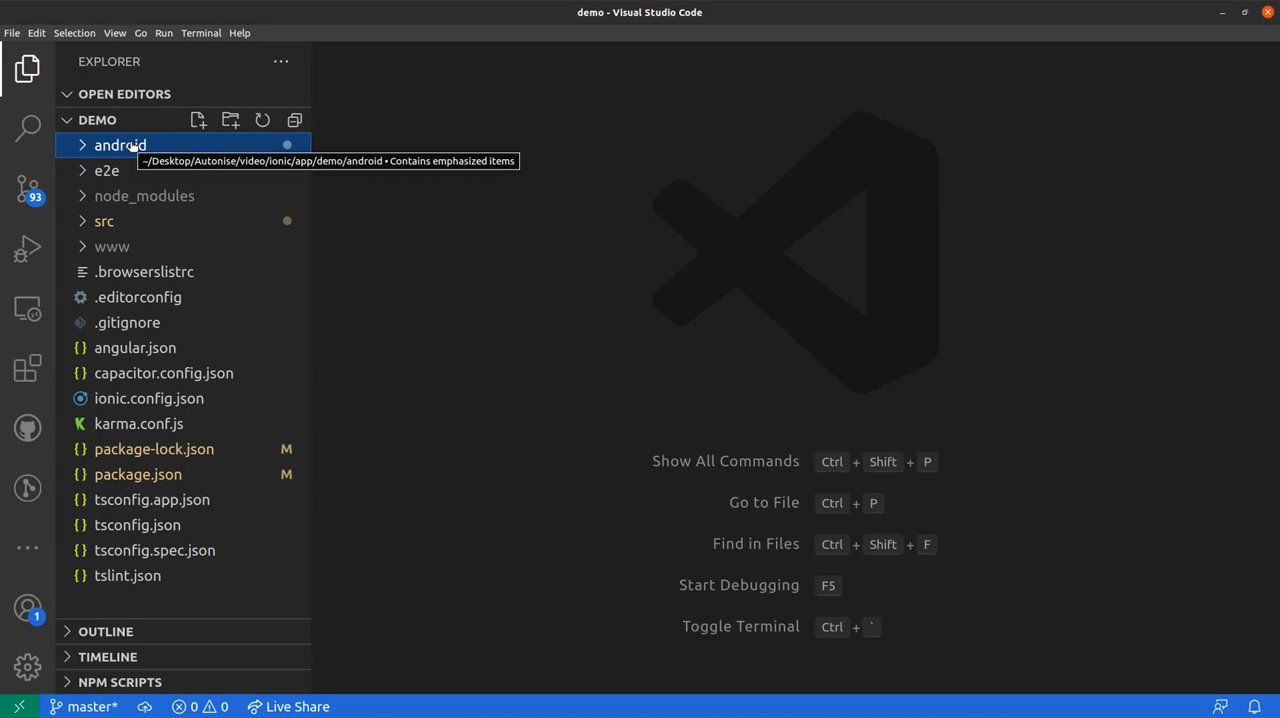 demo - Visual Studio Code
File Edit Selection View Go Run Terminal Help
EXPLORER
OPEN EDITORS
DEMO
android
~/Desktop/Autonise/video/ionic/app/demo/android • Contains emphasized items
e2e
node_modules
93
src
www
.browserslistrc
.editorconfig
.gitignore
angular.json
capacitor.config.json
ionic.config.json
karma.conf.js
package-lock.json M
package.json M
tsconfig.app.json
tsconfig.json
tsconfig.spec.json
tslint.json
Show All Commands Ctrl + Shift + P
Go to File Ctrl + P
Find in Files Ctrl + Shift + F
Start Debugging F5
Toggle Terminal Ctrl + `
1
OUTLINE
TIMELINE
NPM SCRIPTS
master* 0 0 Live Share